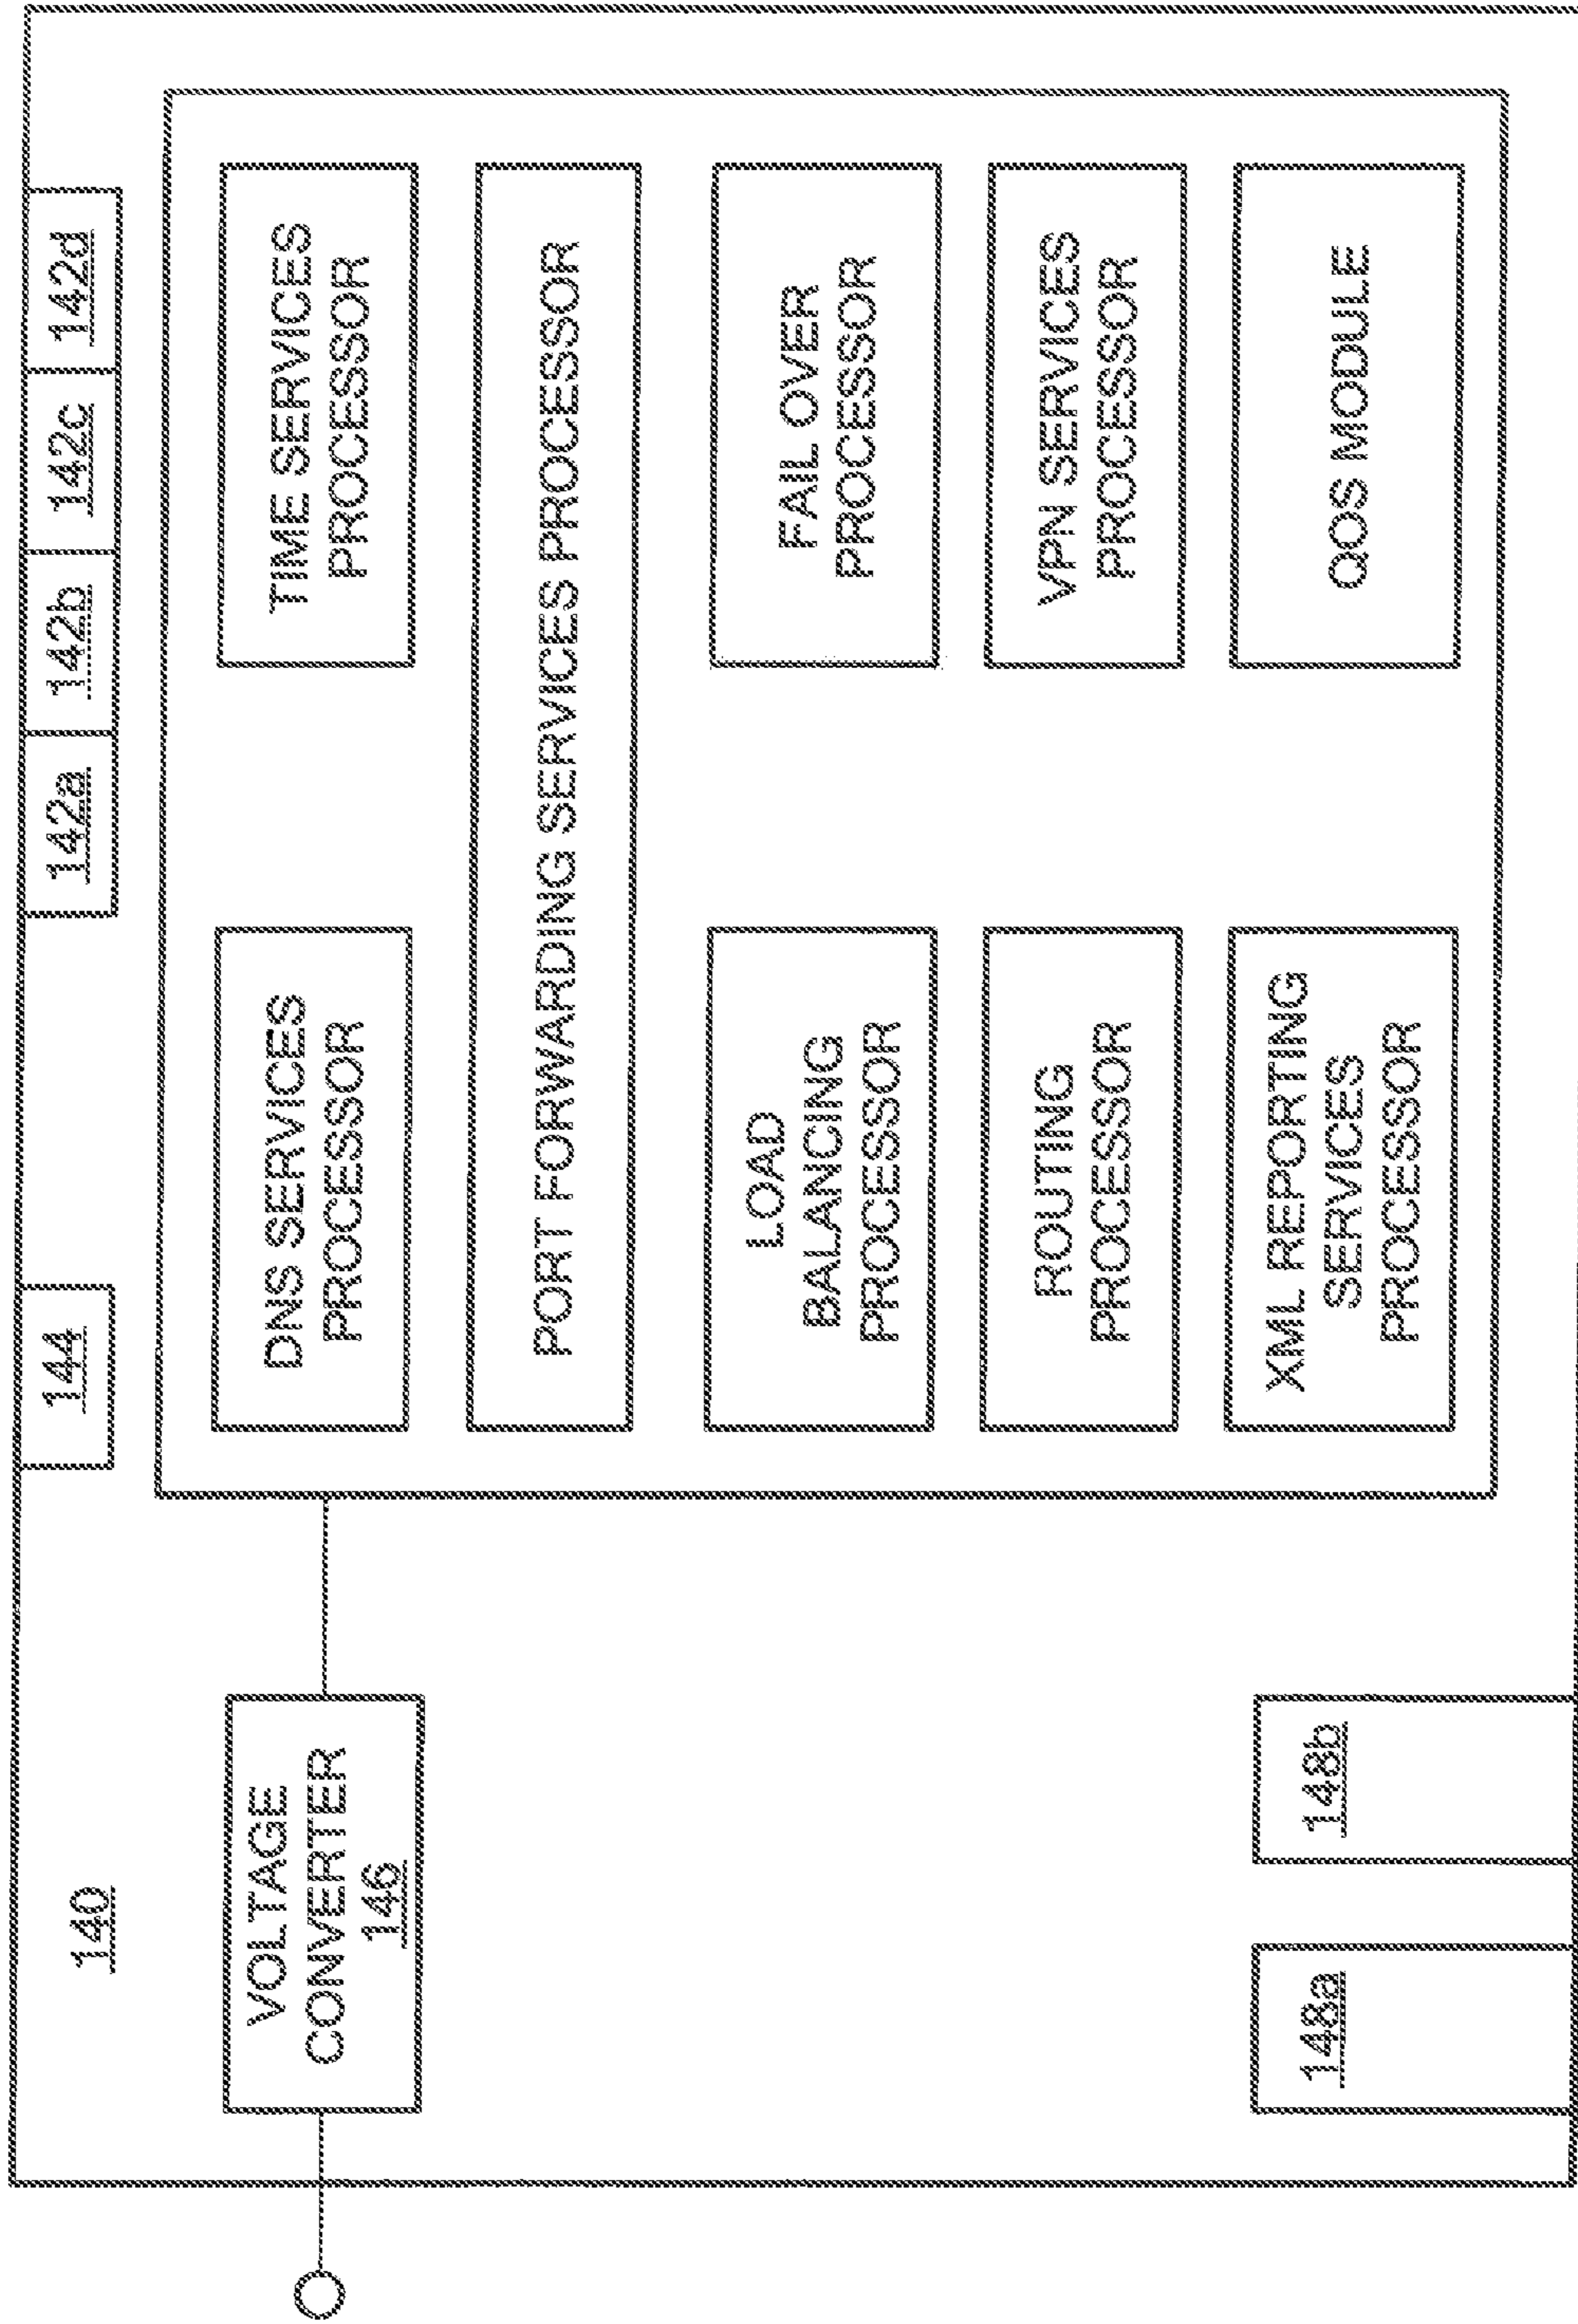 140
144
142a
142b
142c
142d
VOLTAGE
CONVERTER
146
DNS SERVICES
PROCESSOR
TIME SERVICES
PROCESSOR
PORT FORWARDING SERVICES PROCESSOR
LOAD
BALANCING
PROCESSOR
FAIL OVER
PROCESSOR
ROUTING
PROCESSOR
VPN SERVICES
PROCESSOR
XML REPORTING
SERVICES
PROCESSOR
QOS MODULE
148a
148b